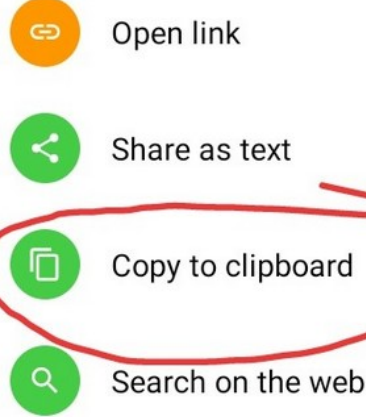 Open link
Share as text
Copy to clipboard
Search on the web